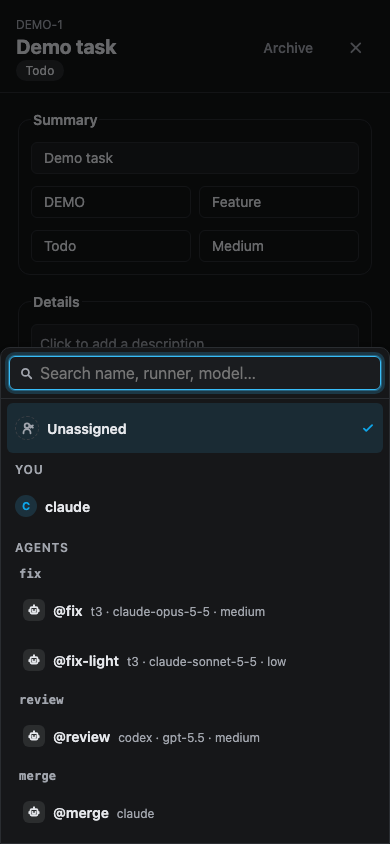 DEMO-1
Demo task
Archive
Todo
Summary
Demo task
DEMO
Feature
Todo
Medium
Details
Click to add a description
Search name, runner, model...
Unassigned
YOU
C claude
AGENTS
fix
@fix t3 · claude-opus-5-5 · medium
@fix-light t3 · claude-sonnet-5-5 · low
review
@review codex · gpt-5.5 · medium
merge
@merge claude